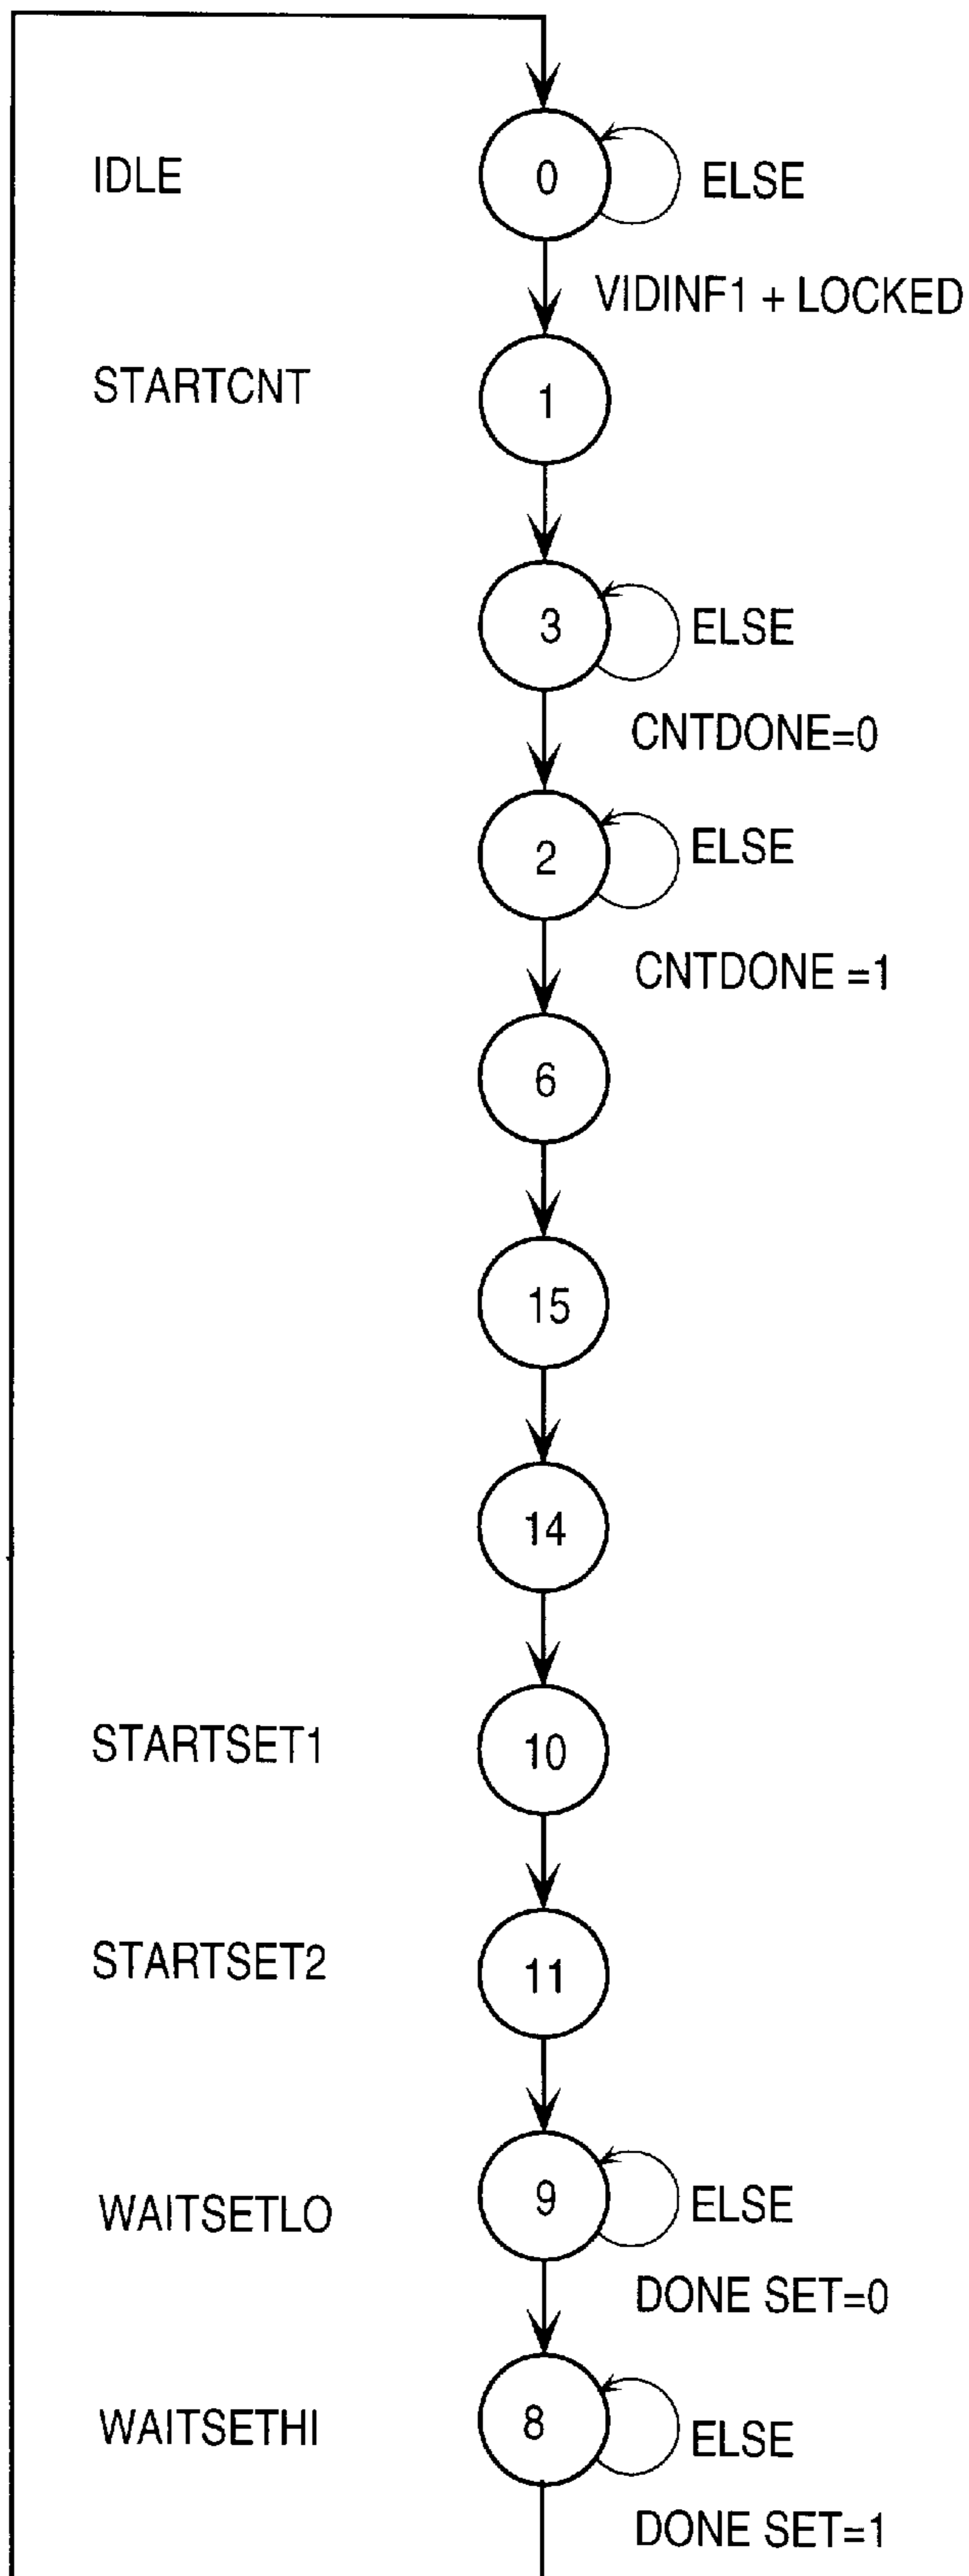 IDLE
0
ELSE
VIDINF1 + LOCKED
STARTCNT
1
3
ELSE
CNTDONE=0
2
ELSE
CNTDONE =1
6
15
14
STARTSET1
10
STARTSET2
11
WAITSETLO
9
ELSE
DONE SET=0
WAITSETHI
8
ELSE
DONE SET=1